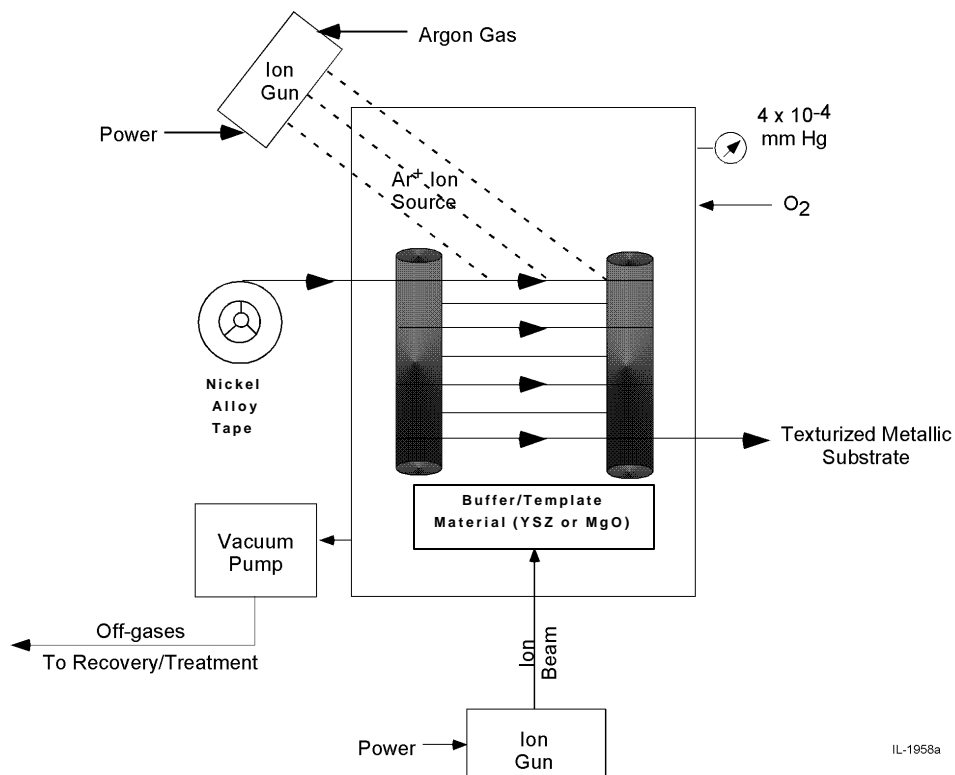 Argon Gas
Ion
Gun
Power
4 x 10-4
mm Hg
Ar+ Ion
Source
O2
Nickel
Alloy
Tape
Texturized Metallic
Substrate
Buffer/Template
Material (YSZ or MgO)
Vacuum
Pump
Off-gases
To Recovery/Treatment
Ion
Beam
Power
Ion
Gun
IL-1958a